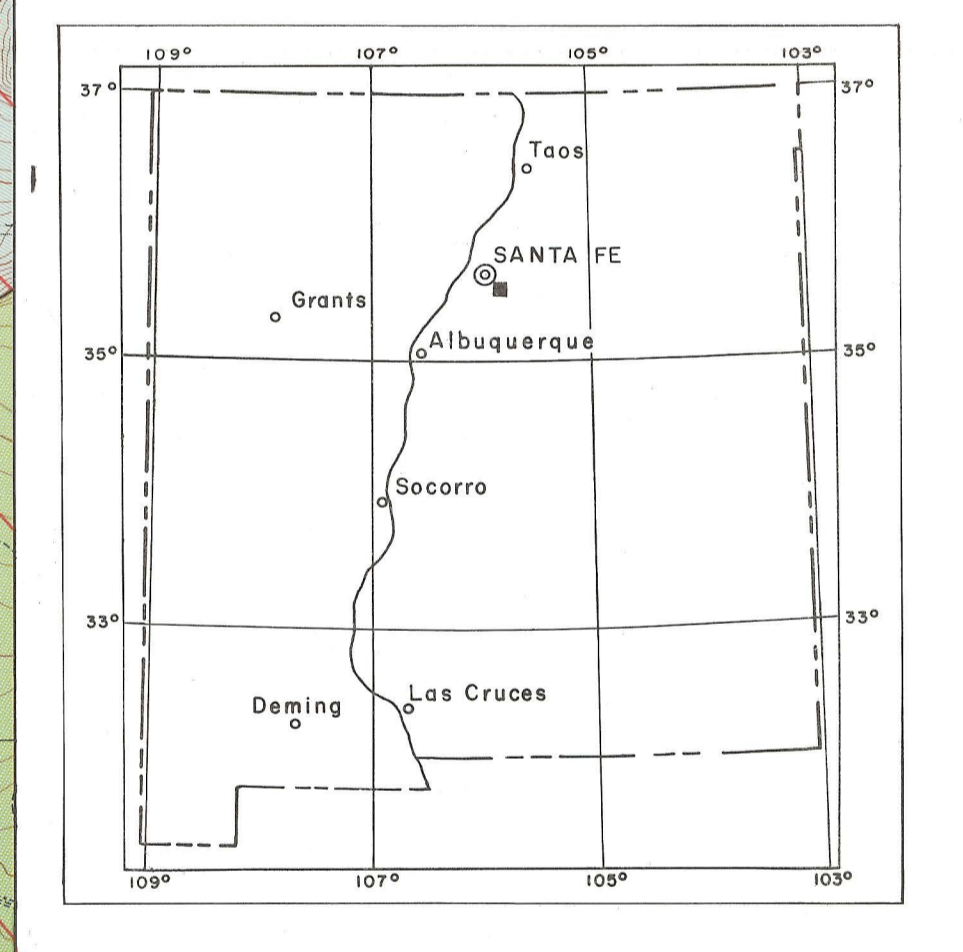 109° 107° 105° 103°
37° 37°
Taos
SANTA FE
Grants
Albuquerque
35° 35°
Socorro
33° 33°
Las Cruces
Deming
109° 107° 105° 103°